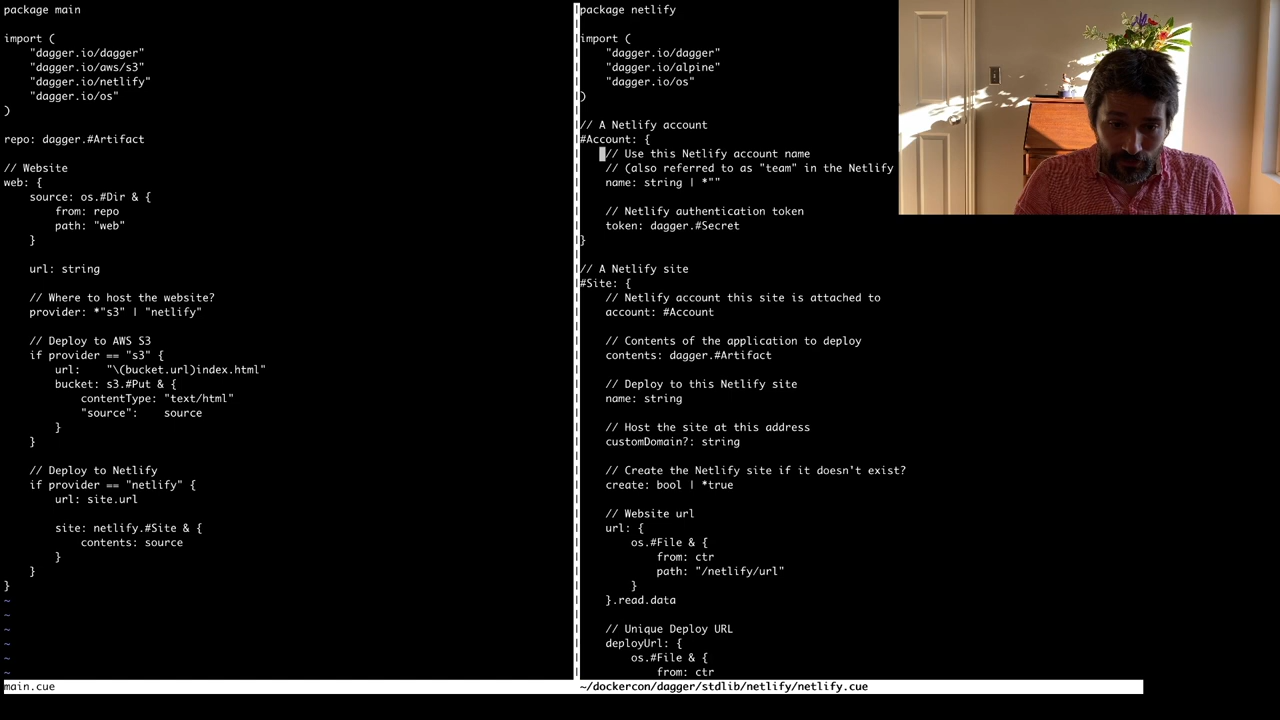 package main
import (
"dagger.io/dagger"
"dagger.io/aws/s3"
"dagger.io/netlify"
"dagger.io/os"
)
repo: dagger.#Artifact
// Website
web: {
source: os.#Dir & {
from: repo
path: "web"
}
url: string
// Where to host the website?
provider: *"s3" | "netlify"
// Deploy to AWS S3
if provider == "s3" {
url:    "\(bucket.url)index.html"
bucket: s3.#Put & {
contentType: "text/html"
"source":    source
}
}
// Deploy to Netlify
if provider == "netlify" {
url: site.url
site: netlify.#Site & {
contents: source
}
}
}
~
~
~
~
~
~
main.cue
package netlify
import (
"dagger.io/dagger"
"dagger.io/alpine"
"dagger.io/os"
)
// A Netlify account
#Account: {
// Use this Netlify account name
// (also referred to as "team" in the Netlify
name: string | *""
// Netlify authentication token
token: dagger.#Secret
}
// A Netlify site
#Site: {
// Netlify account this site is attached to
account: #Account
// Contents of the application to deploy
contents: dagger.#Artifact
// Deploy to this Netlify site
name: string
// Host the site at this address
customDomain?: string
// Create the Netlify site if it doesn't exist?
create: bool | *true
// Website url
url: {
os.#File & {
from: ctr
path: "/netlify/url"
}
}.read.data
// Unique Deploy URL
deployUrl: {
os.#File & {
from: ctr
~/dockercon/dagger/stdlib/netlify/netlify.cue